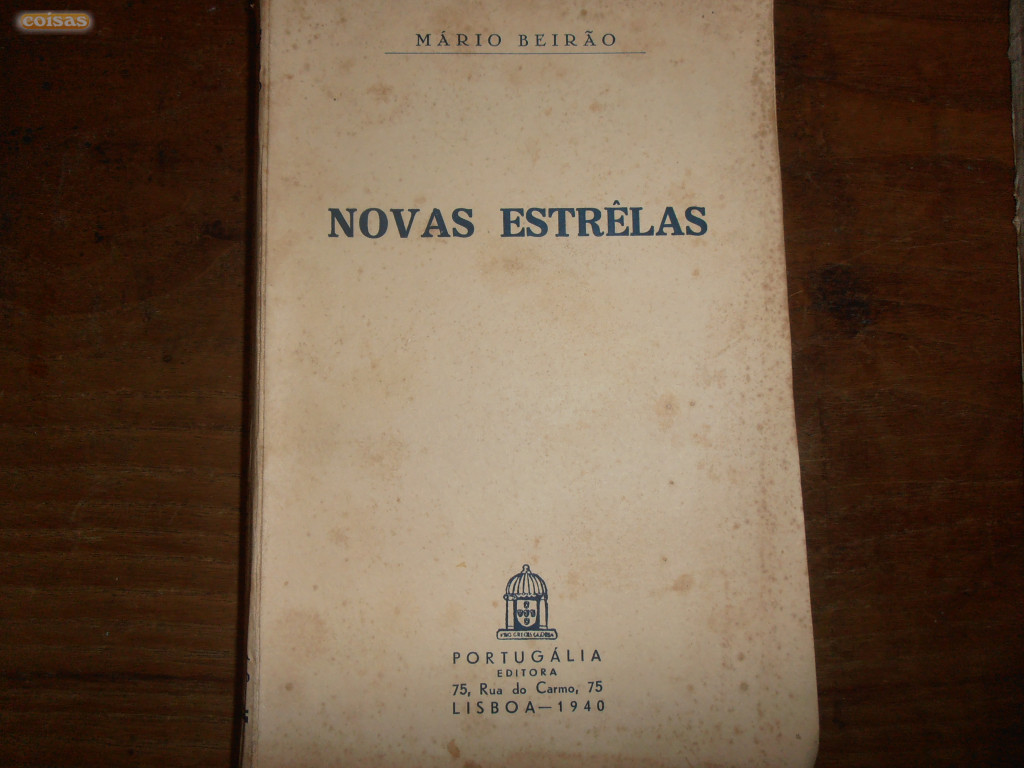 coisas
MÁRIO BEIRÃO
NOVAS ESTRÊLAS
PORTUGÁLIA
EDITORA
75, Rua do Carmo, 75
LISBOA—1940